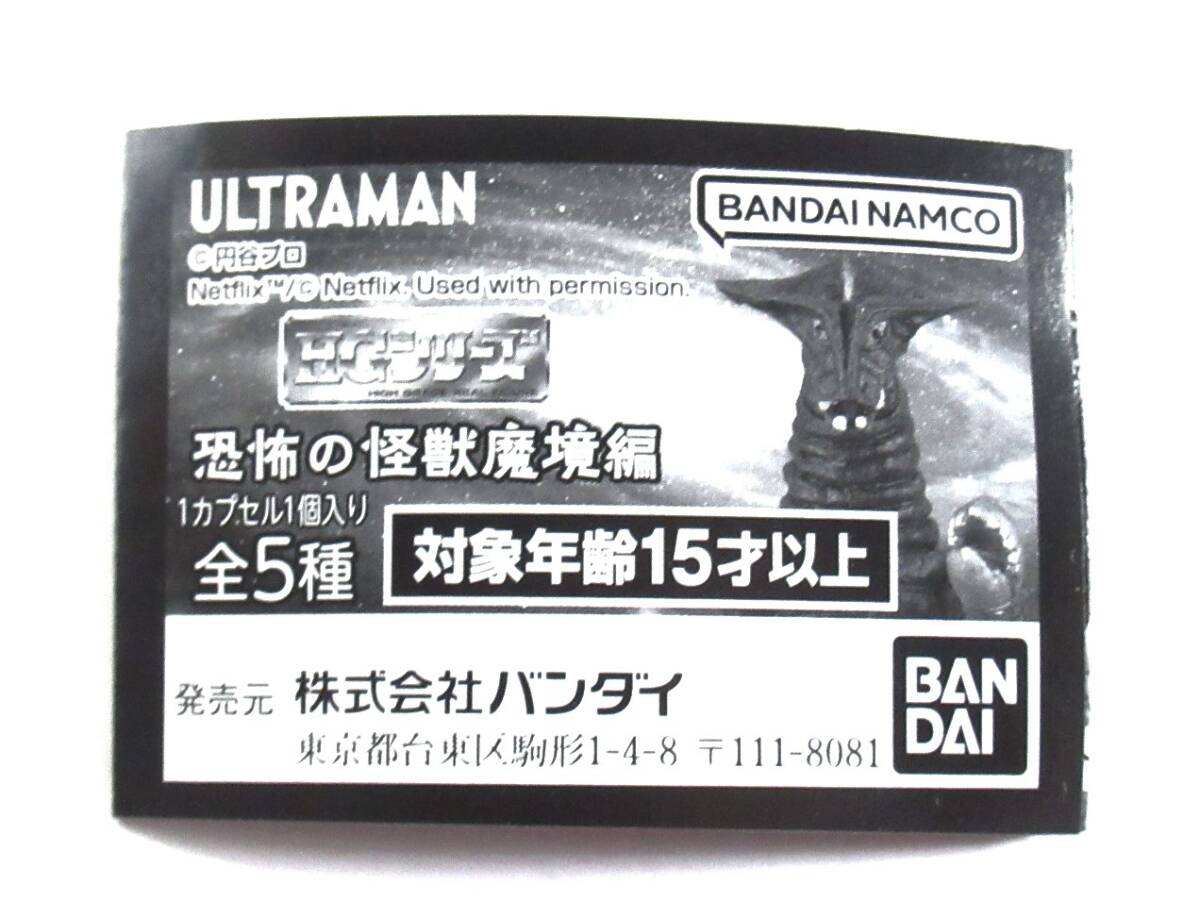 ULTRAMAN
BANDAI NAMCO
©円谷プロ
Netflix™/© Netflix. Used with permission.
HGシリーズ
恐怖の怪獣魔境編
1カプセル1個入り
全5種
対象年齢15才以上
発売元 株式会社バンダイ
東京都台東区駒形1-4-8 〒111-8081
BAN
DAI